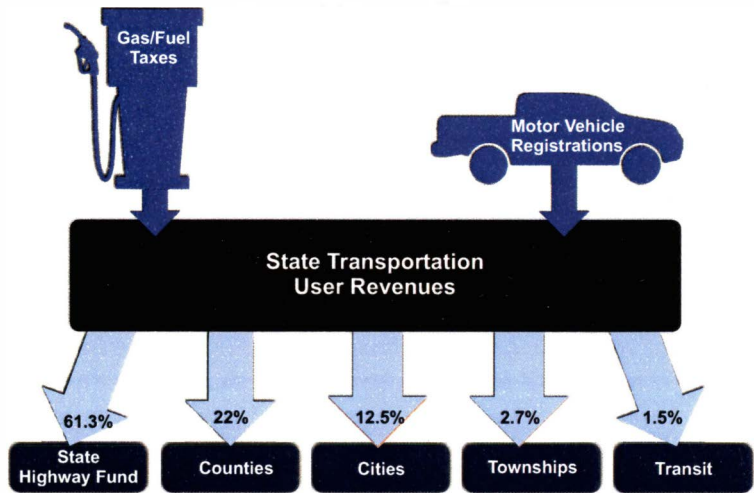 Gas/Fuel
Taxes
Motor Vehicle
Registrations
State Transportation
User Revenues
61.3%
22%
12.5%
2.7%
1.5%
State
Highway Fund
Counties
Cities
Townships
Transit